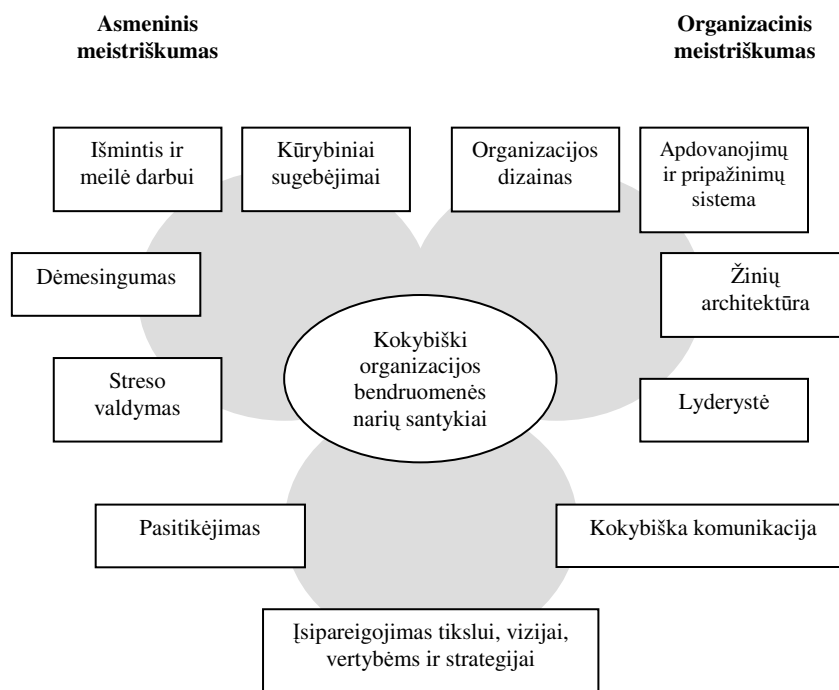 Asmeninis
meistriškumas
Organizacinis
meistriškumas
Išmintis ir
meilė darbui
Kūrybiniai
sugebėjimai
Organizacijos
dizainas
Apdovanojimų
ir pripažinimų
sistema
Dėmesingumas
Žinių
architektūra
Kokybiški
organizacijos
bendruomenės
narių santykiai
Streso
valdymas
Lyderystė
Pasitikėjimas
Kokybiška komunikacija
Įsipareigojimas tikslui, vizijai,
vertybėms ir strategijai